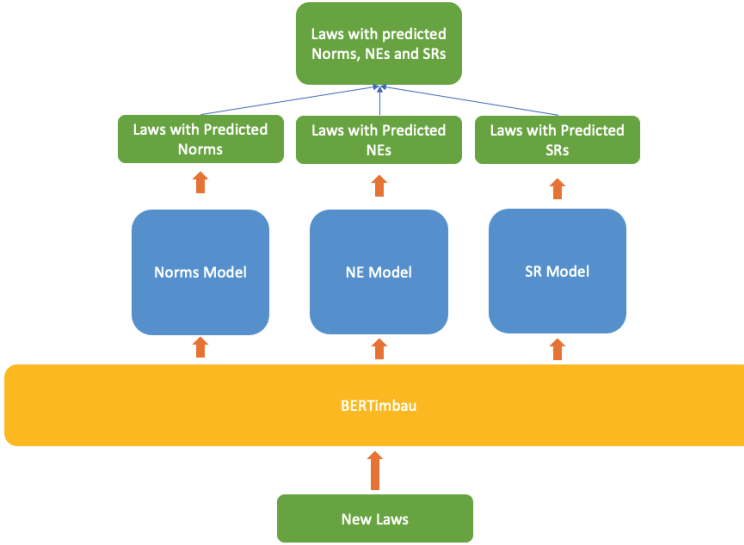 Laws with predicted
Norms, NEs and SRs
Laws with Predicted
Norms
Laws with Predicted
NEs
Laws with Predicted
SRs
Norms Model
NE Model
SR Model
BERTimbau
New Laws